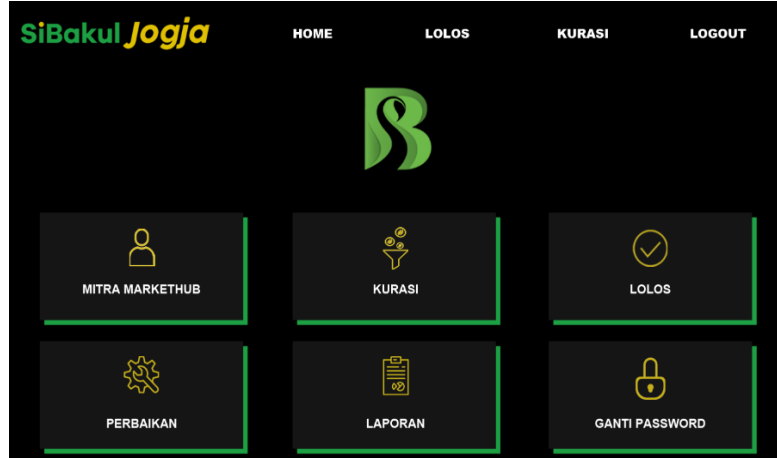 SiBakul Jogja
HOME LOLOS KURASI LOGOUT
MITRA MARKETHUB
KURASI
LOLOS
PERBAIKAN
LAPORAN
GANTI PASSWORD